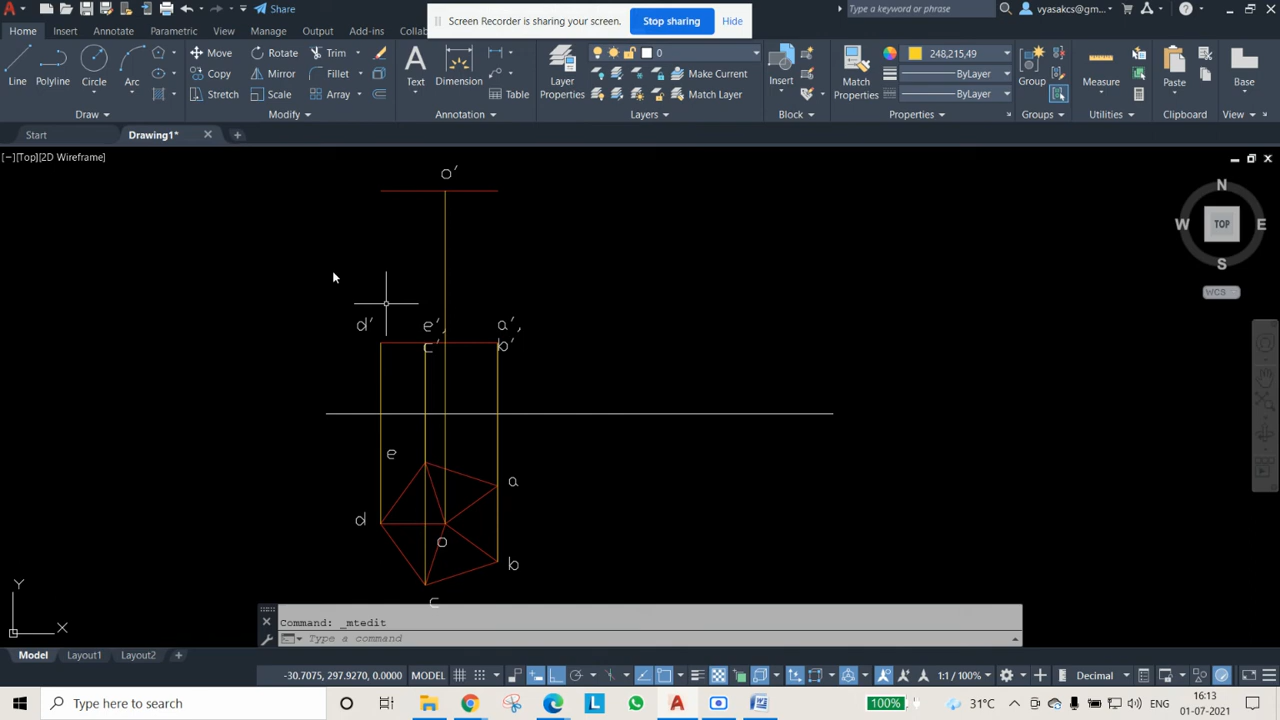 Share
Screen Recorder is sharing your screen.
Stop sharing
Hide
Type a keyword or phrase
vyasakcs@gm...
Home
Insert
Annotate
Parametric
View
Manage
Output
Add-ins
Collab
Line
Polyline
Circle
Arc
Move
Rotate
Trim
Copy
Mirror
Fillet
Stretch
Scale
Array
Text
Dimension
Table
Layer Properties
0
Make Current
Match Layer
Insert
Match Properties
248,215,49
ByLayer
ByLayer
Group
Measure
Paste
Base
Draw
Modify
Annotation
Layers
Block
Properties
Groups
Utilities
Clipboard
View
Start
Drawing1*
[−][Top][2D Wireframe]
o'
d'
e',
c'
a',
b'
e
a
d
o
b
c
N
W
TOP
E
S
WCS
Y
X
Command: _mtedit
Type a command
Model
Layout1
Layout2
-30.7075, 297.9270, 0.0000
MODEL
1:1 / 100%
Decimal
Type here to search
100%
31°C
ENG
16:13
01-07-2021